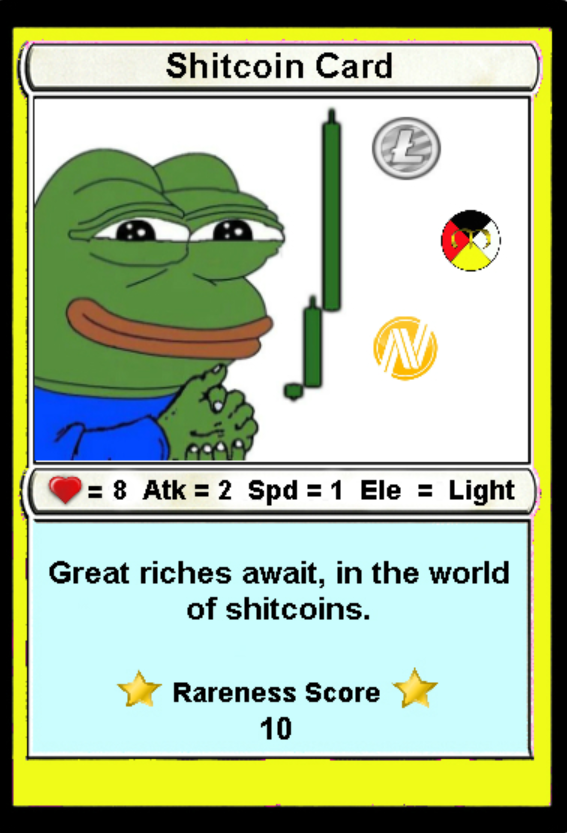 Shitcoin Card
= 8 Atk = 2 Spd = 1 Ele = Light
Great riches await, in the world
of shitcoins.
Rareness Score
10